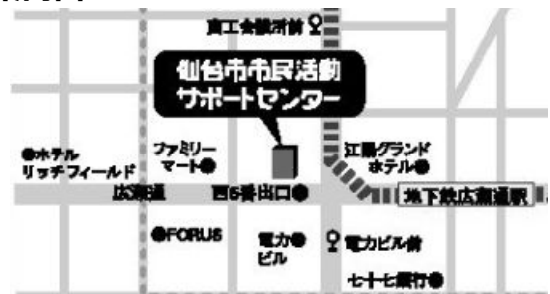 商工会議所前
仙台市市民活動
サポートセンター
ホテル
リッチフィールド
ファミリー
マート
江陽グランド
ホテル
広瀬通
西5番出口
地下鉄広瀬通駅
FORUS
電力
ビル
電力ビル前
七十七銀行